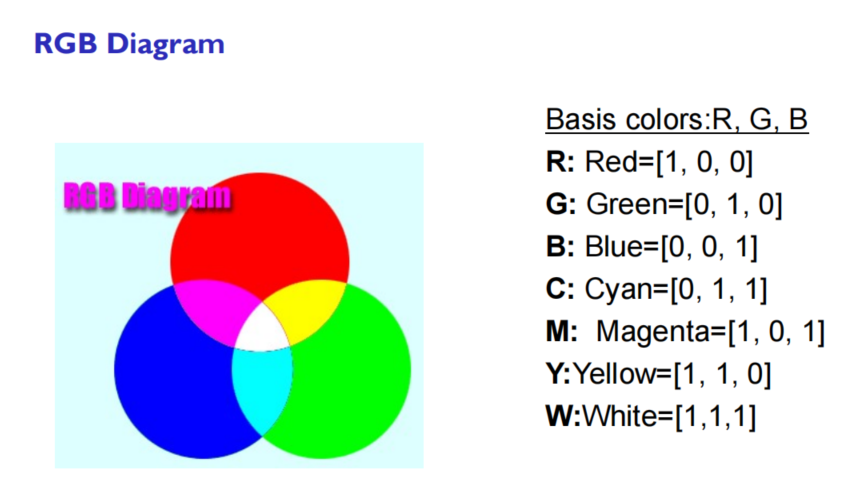 RGB Diagram
RGB Diagram
Basis colors:R, G, B
R: Red=[1, 0, 0]
G: Green=[0, 1, 0]
B: Blue=[0, 0, 1]
C: Cyan=[0, 1, 1]
M: Magenta=[1, 0, 1]
Y:Yellow=[1, 1, 0]
W:White=[1,1,1]